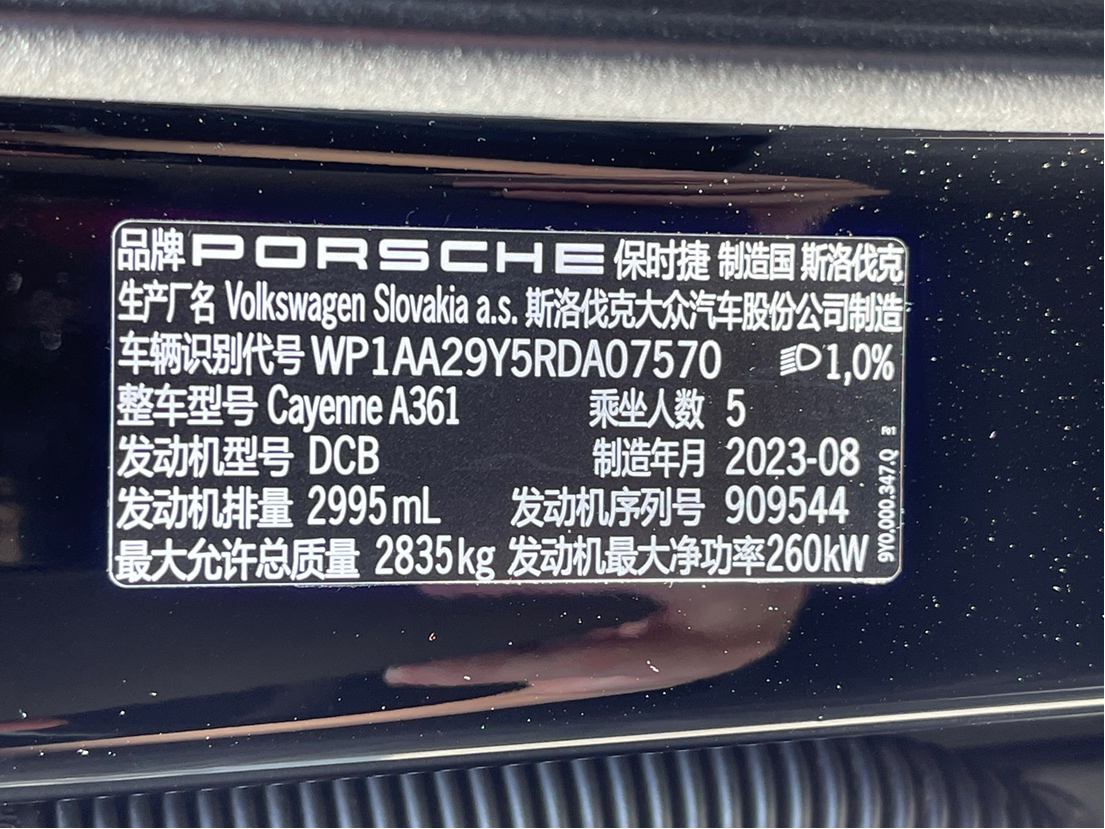 品牌 PORSCHE 保时捷 制造国 斯洛伐克
生产厂名 Volkswagen Slovakia a.s. 斯洛伐克大众汽车股份公司制造
车辆识别代号 WP1AA29Y5RDA07570 1,0%
整车型号 Cayenne A361 乘坐人数 5
发动机型号 DCB 制造年月 2023-08
发动机排量 2995mL 发动机序列号 909544
最大允许总质量 2835kg 发动机最大净功率260kW
9Y0.000.347.Q
F01